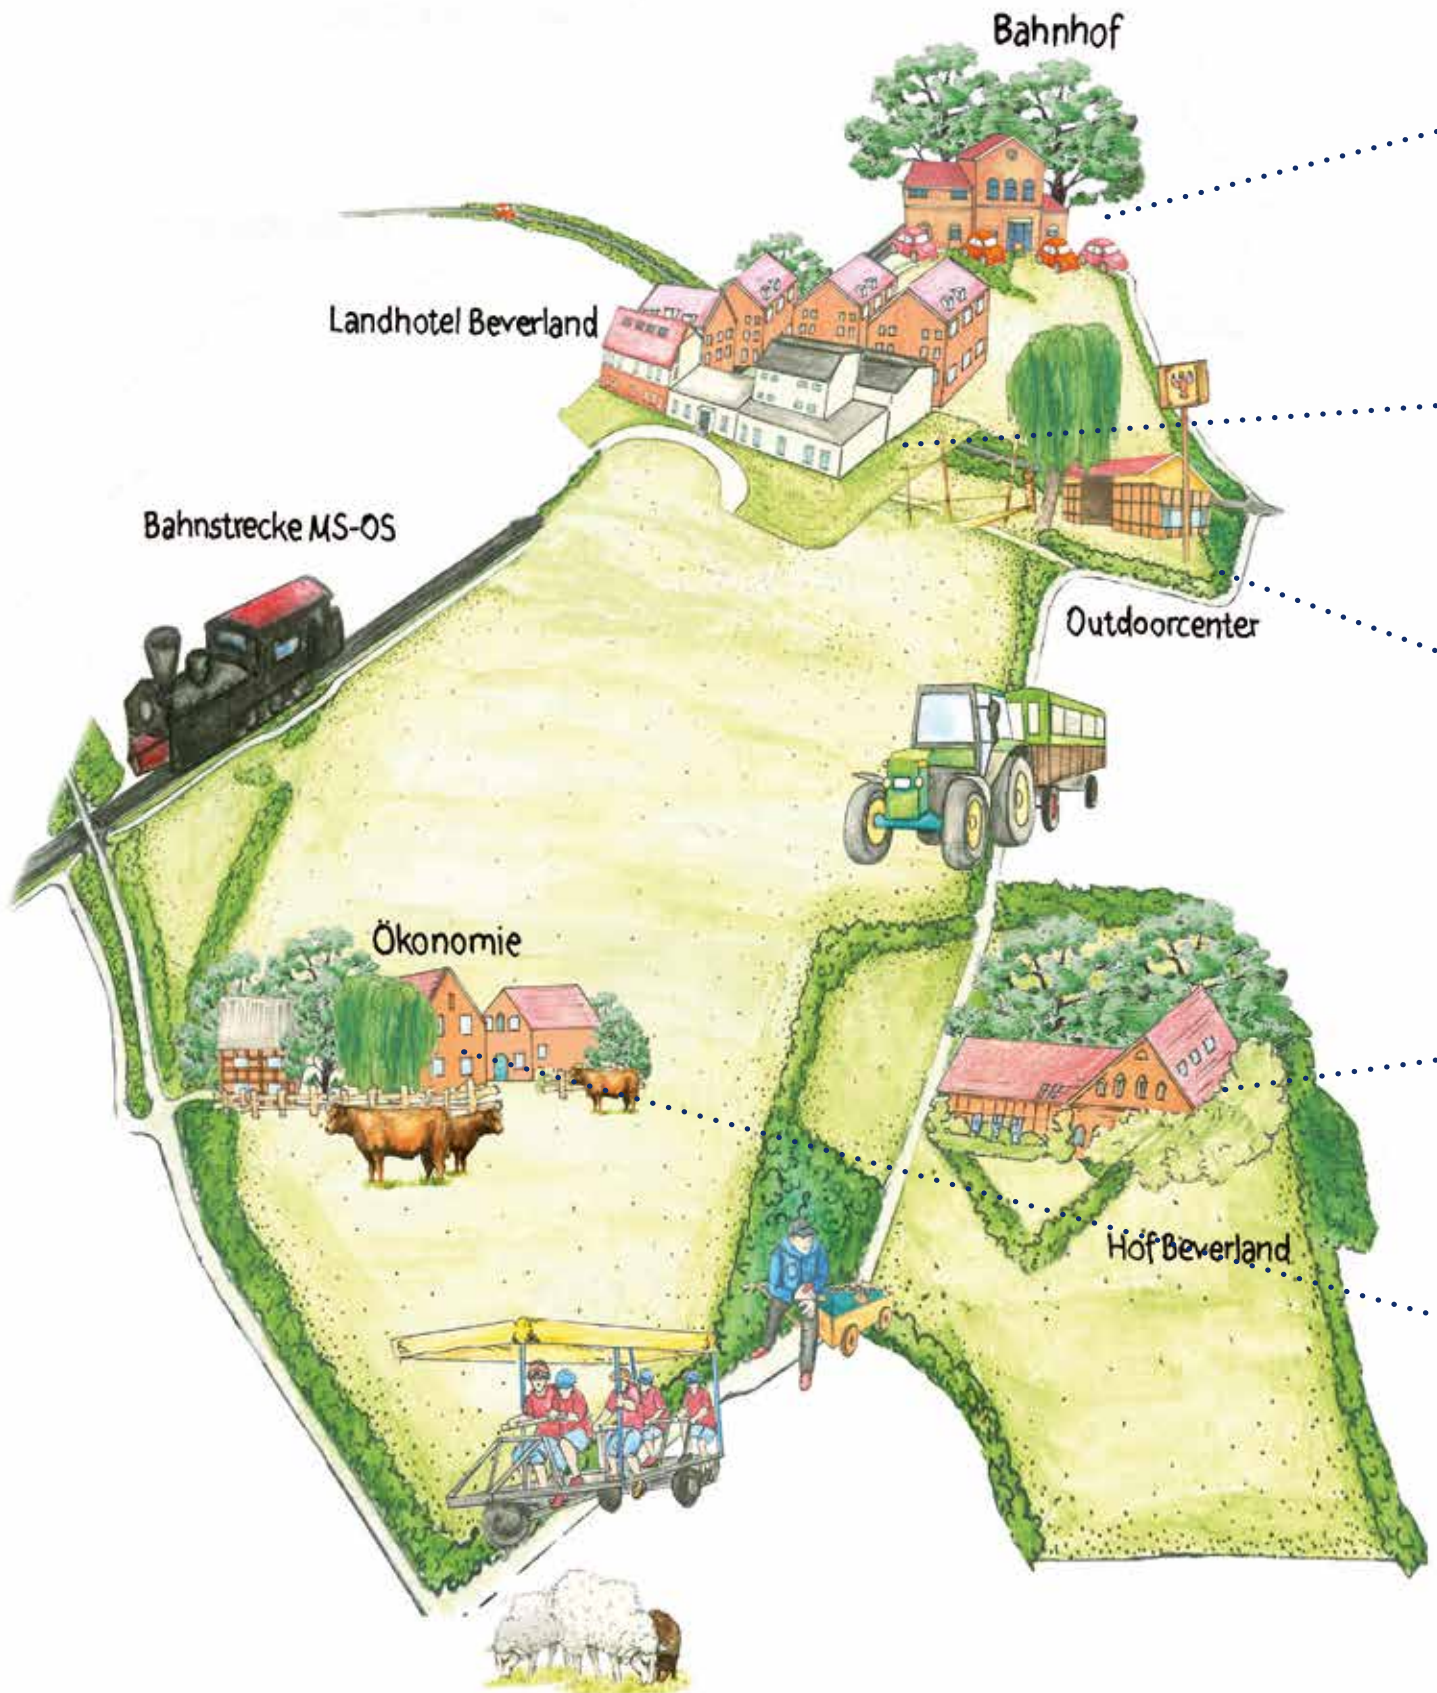 Bahnhof
Landhotel Beverland
Bahnstrecke MS-OS
Outdoorcenter
Ökonomie
Hof Beverland